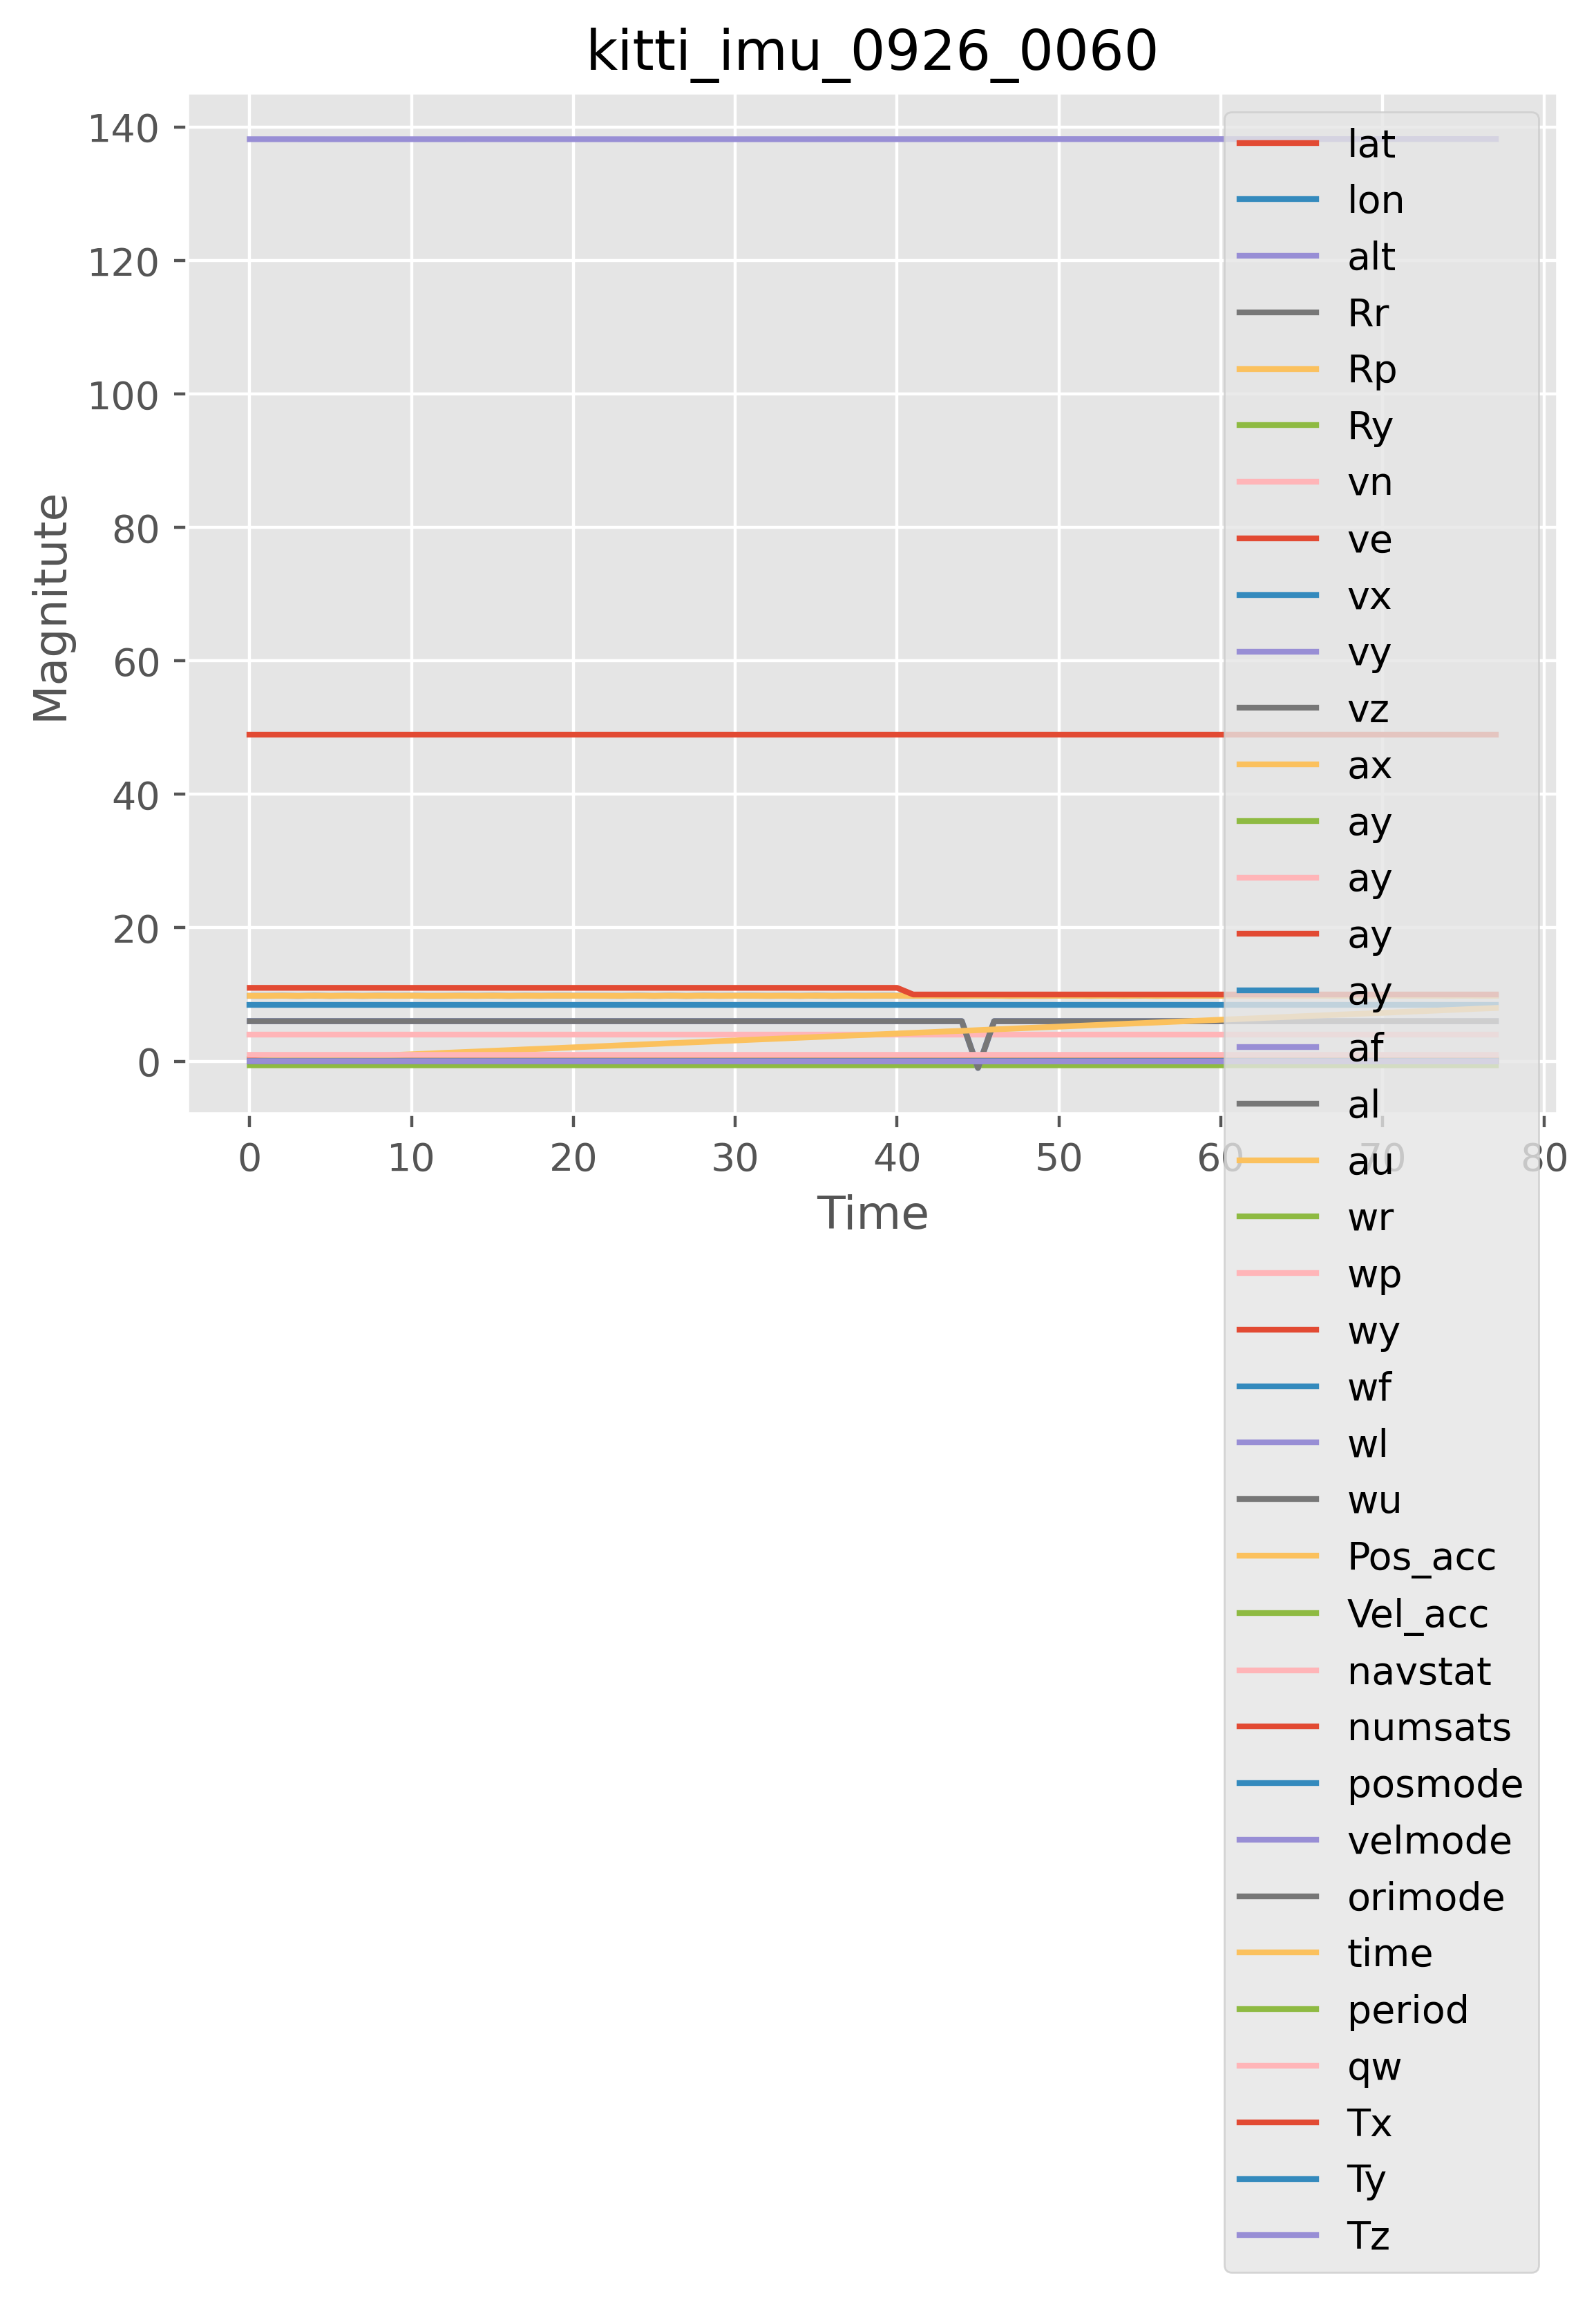 kitti_imu_0926_0060
140
120
100
80
60
40
20
0
Magnitute
0 10 20 30 40 50 60 70 80
Time
lat
lon
alt
Rr
Rp
Ry
vn
ve
vx
vy
vz
ax
ay
ay
ay
ay
af
al
au
wr
wp
wy
wf
wl
wu
Pos_acc
Vel_acc
navstat
numsats
posmode
velmode
orimode
time
period
qw
Tx
Ty
Tz